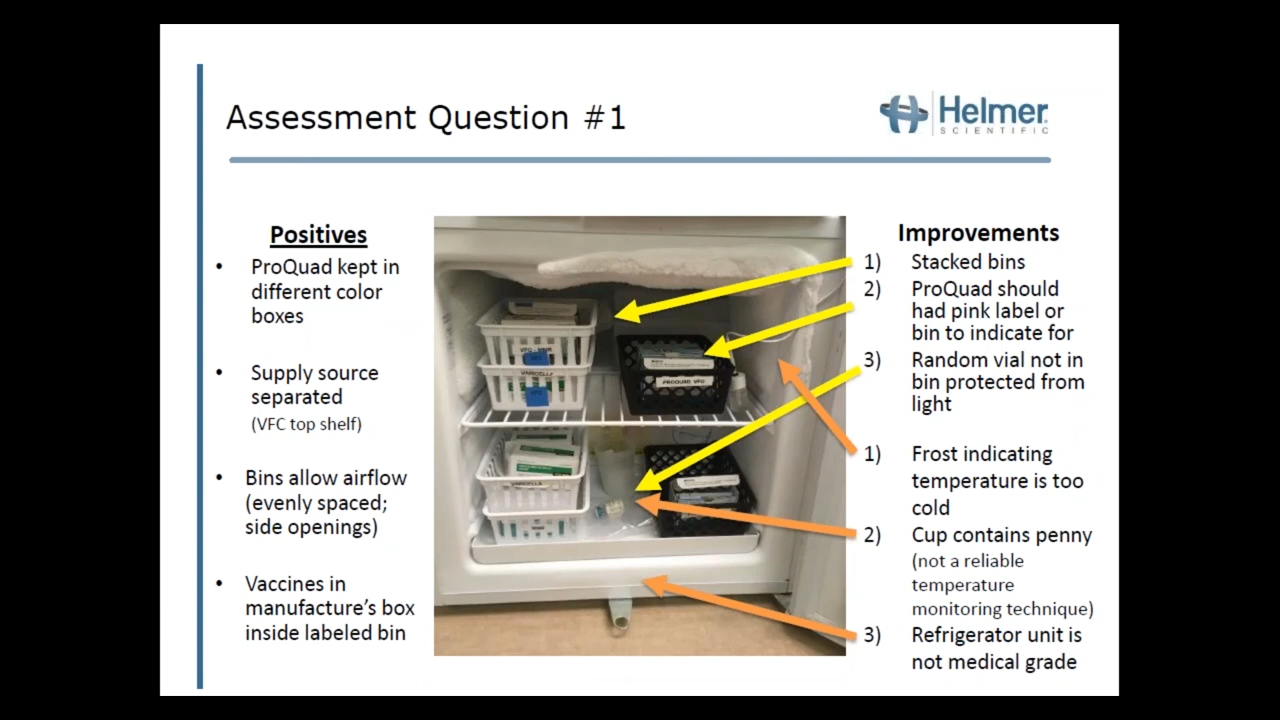 Assessment Question #1
Helmer
SCIENTIFIC
Positives
• ProQuad kept in
different color
boxes
• Supply source
separated
(VFC top shelf)
• Bins allow airflow
(evenly spaced;
side openings)
• Vaccines in
manufacture’s box
inside labeled bin
VARICELLA
PROQUAD VFC
VARICELLA
Improvements
1) Stacked bins
2) ProQuad should
had pink label or
bin to indicate for
3) Random vial not in
bin protected from
light
1) Frost indicating
temperature is too
cold
2) Cup contains penny
(not a reliable
temperature
monitoring technique)
3) Refrigerator unit is
not medical grade